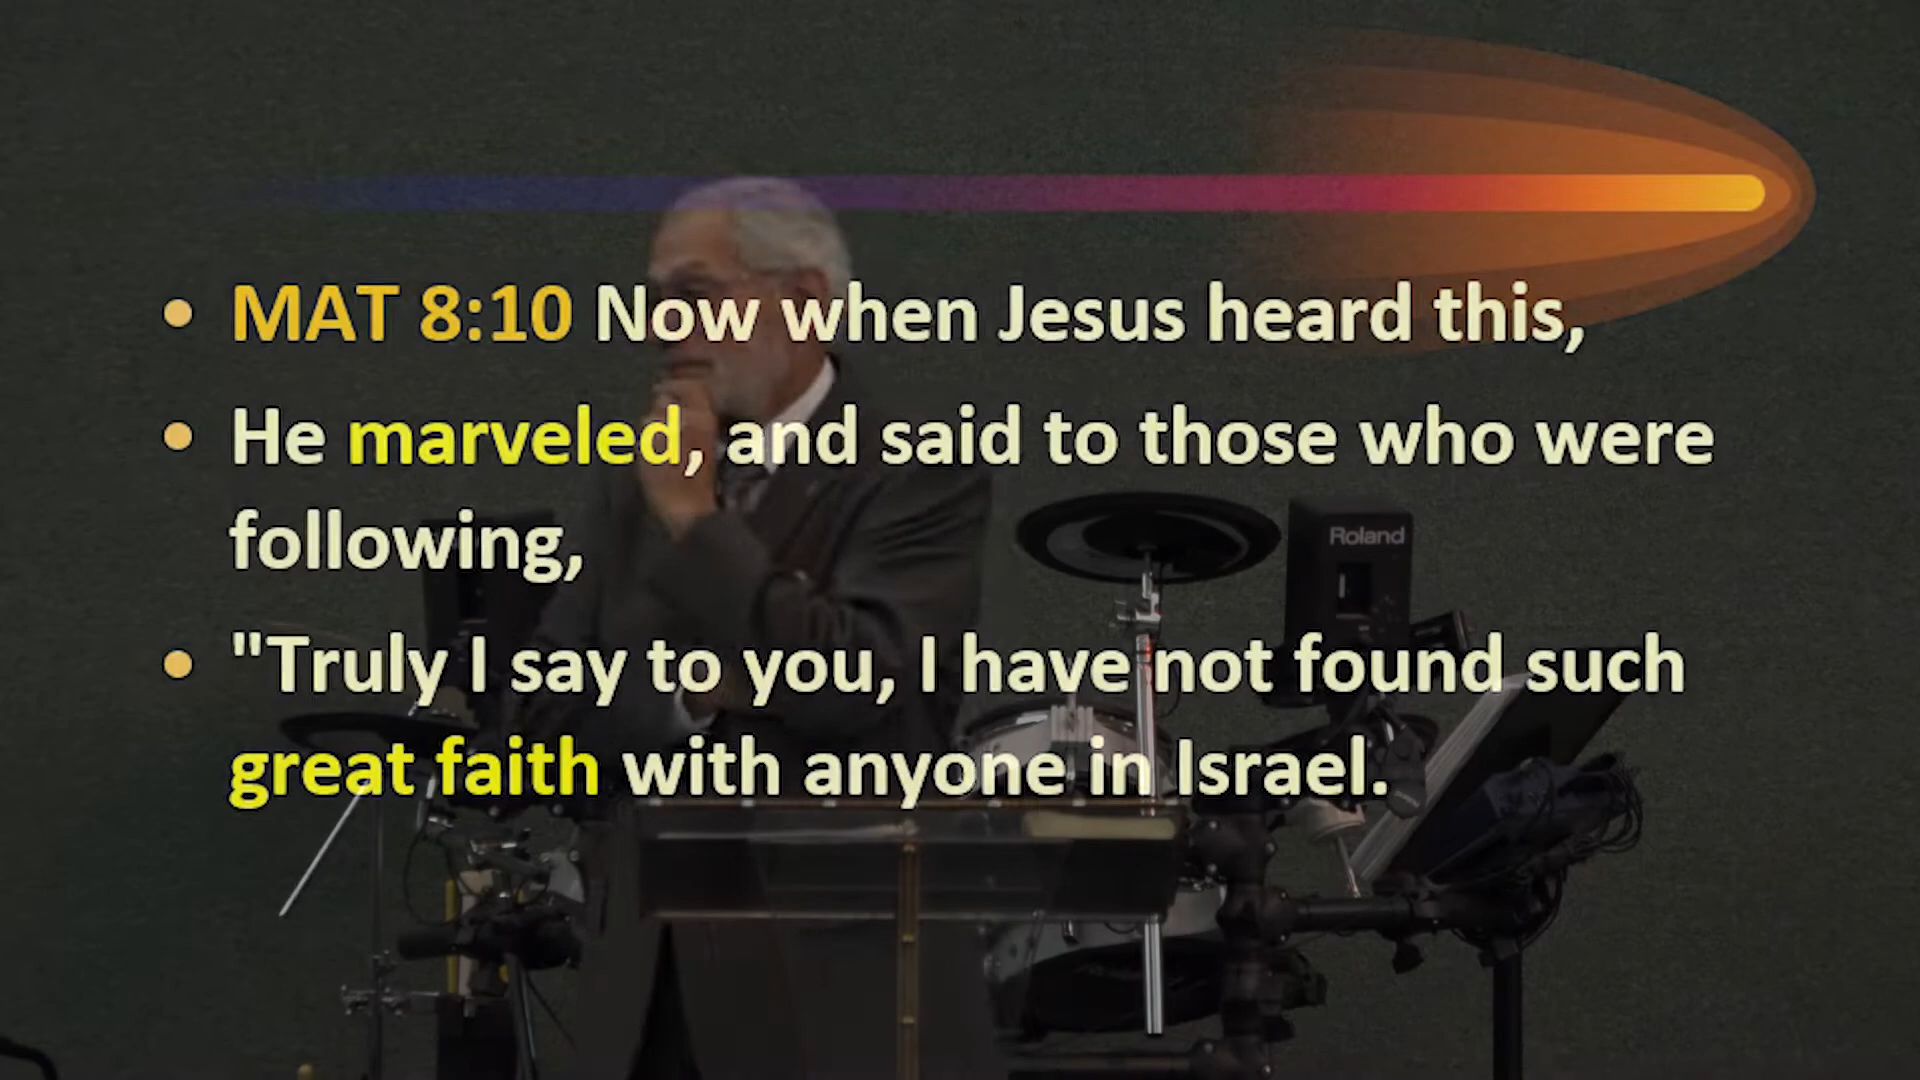 • MAT 8:10 Now when Jesus heard this,
• He marveled, and said to those who were
following,
• "Truly I say to you, I have not found such
great faith with anyone in Israel.
Roland